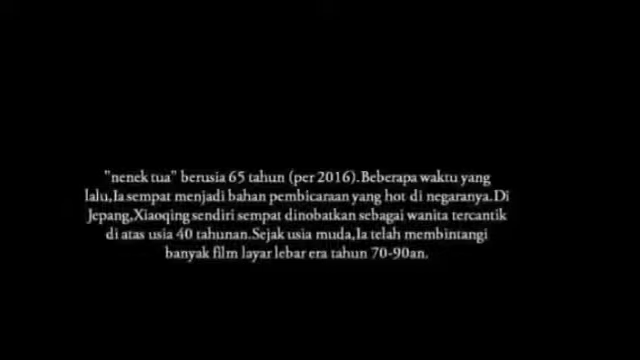 "nenek tua" berusia 65 tahun (per 2016).Beberapa waktu yang
lalu,Ia sempat menjadi bahan pembicaraan yang hot di negaranya.Di
Jepang,Xiaoqing sendiri sempat dinobatkan sebagai wanita tercantik
di atas usia 40 tahunan.Sejak usia muda,Ia telah membintangi
banyak film layar lebar era tahun 70-90an.